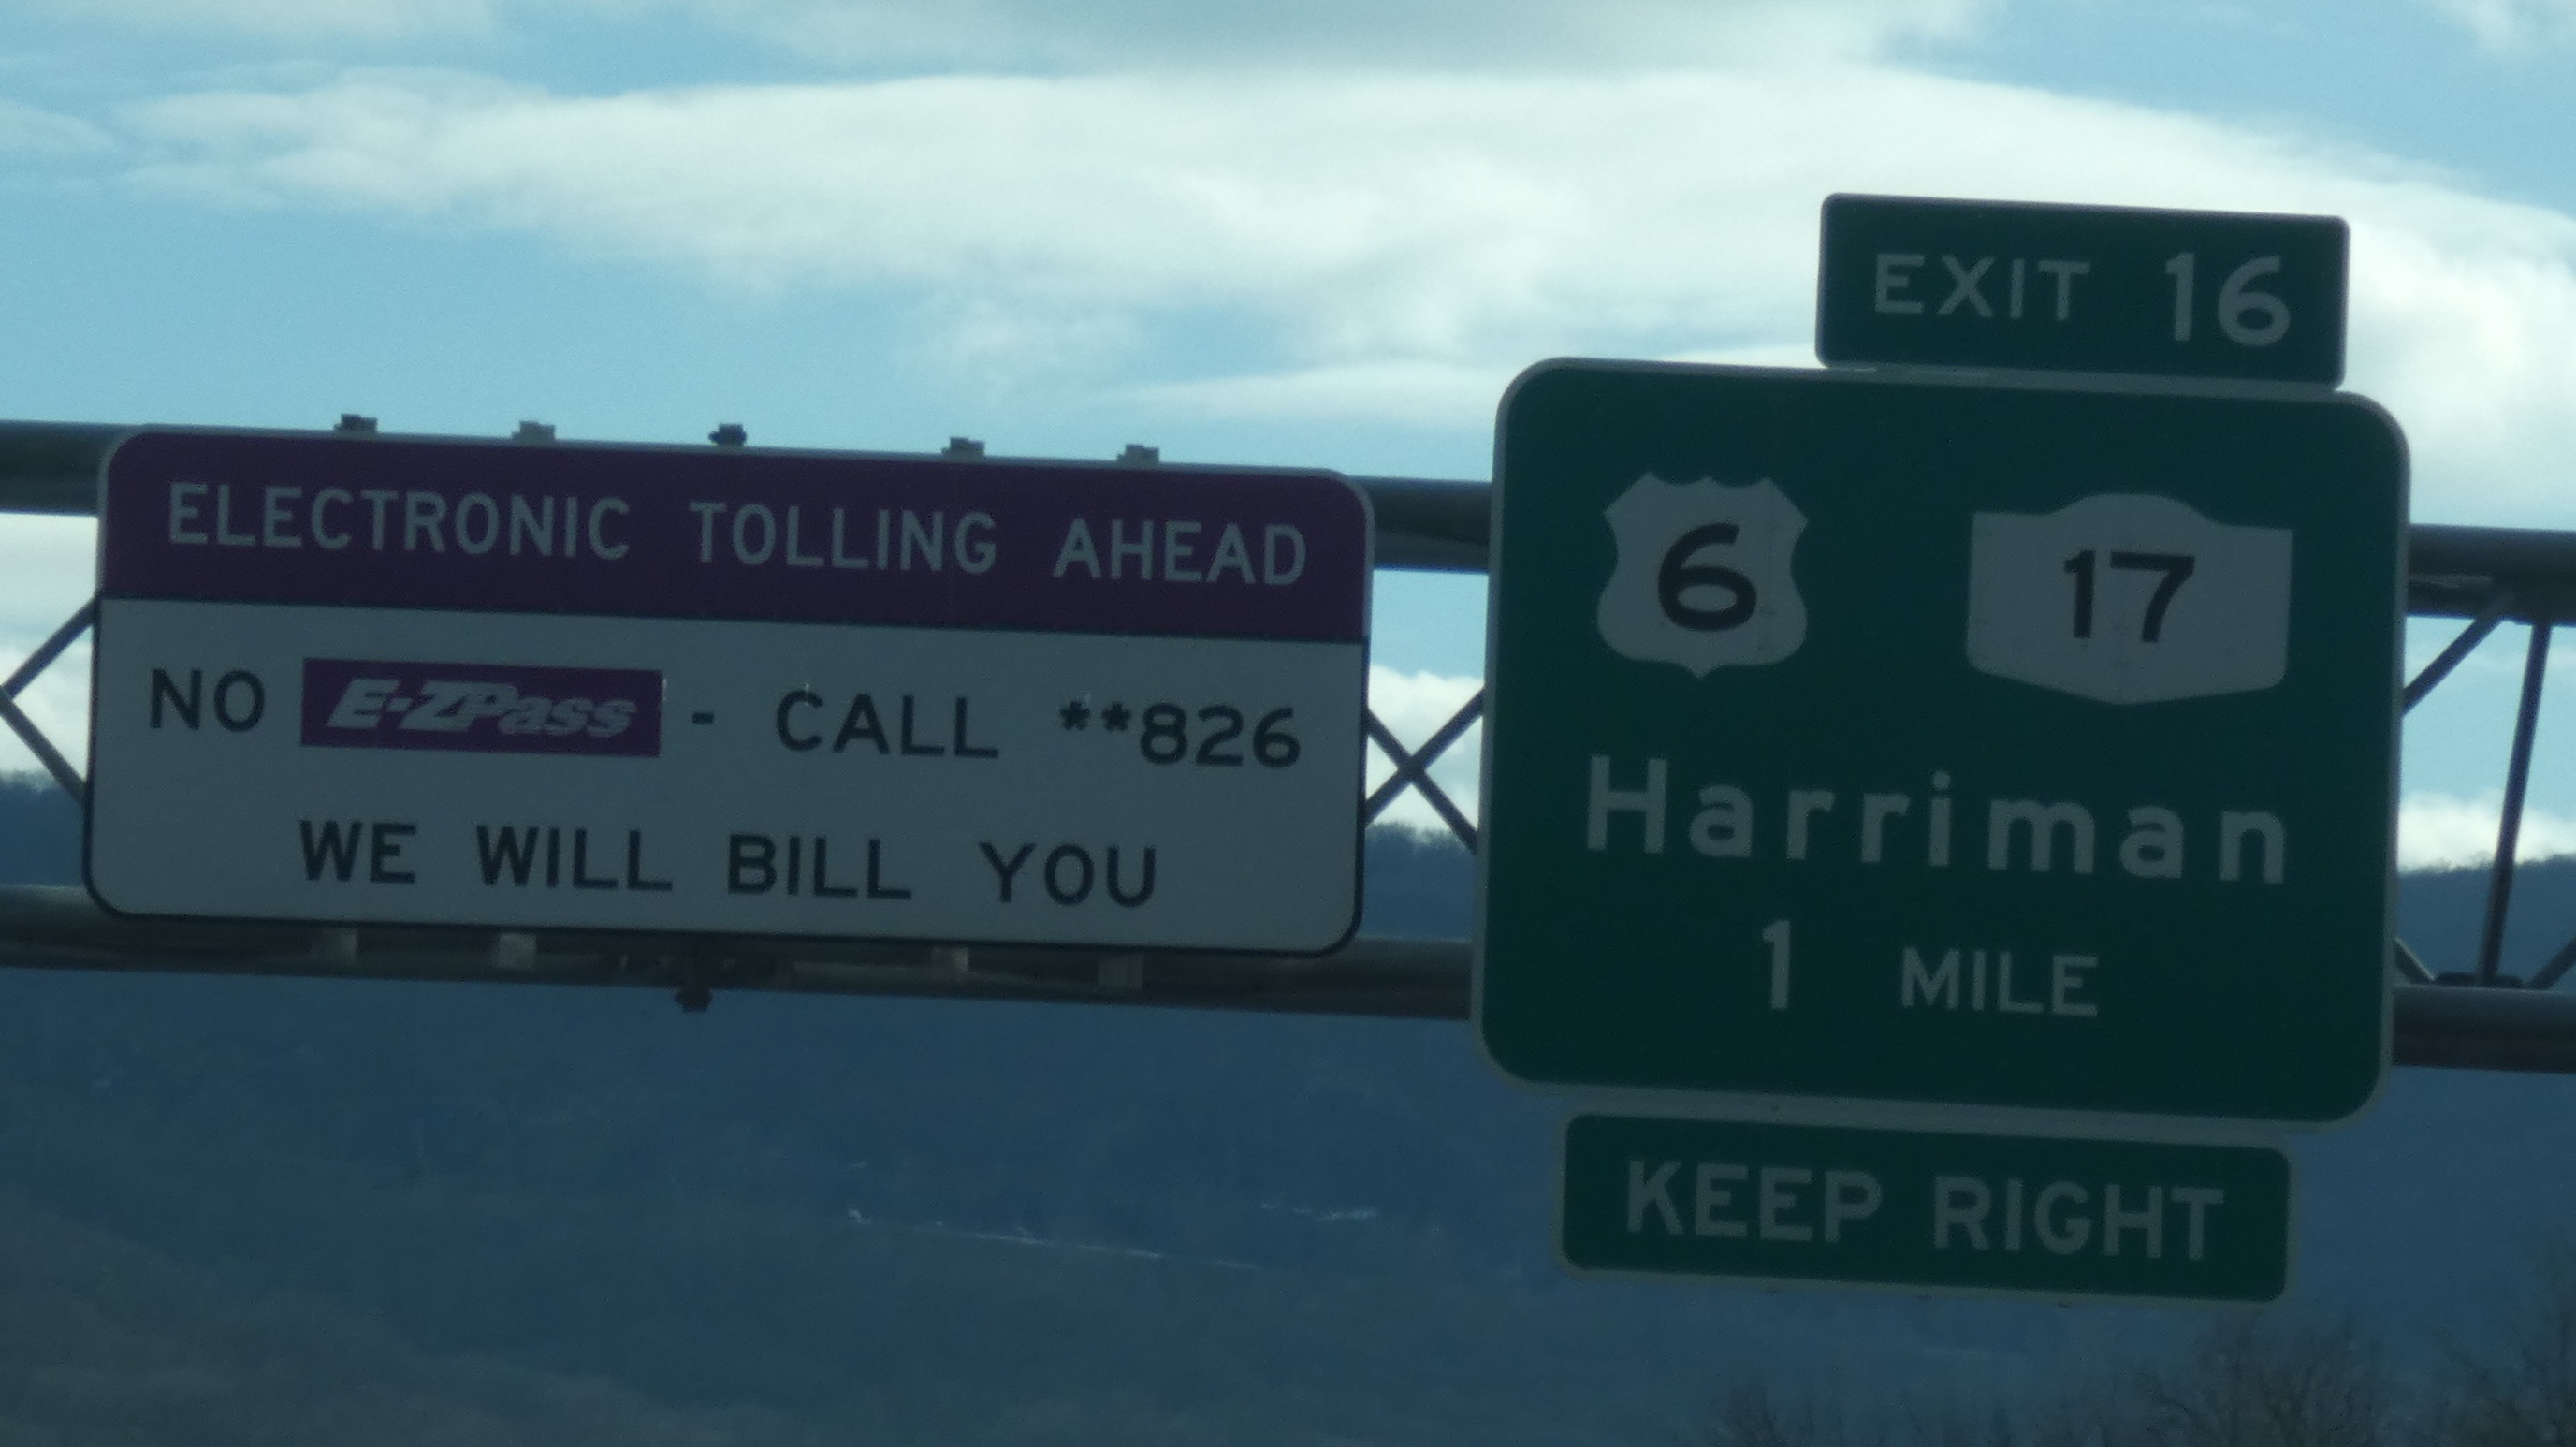 ELECTRONIC TOLLING AHEAD
NO E-ZPass - CALL **826
WE WILL BILL YOU
EXIT 16
6 17
Harriman
1 MILE
KEEP RIGHT